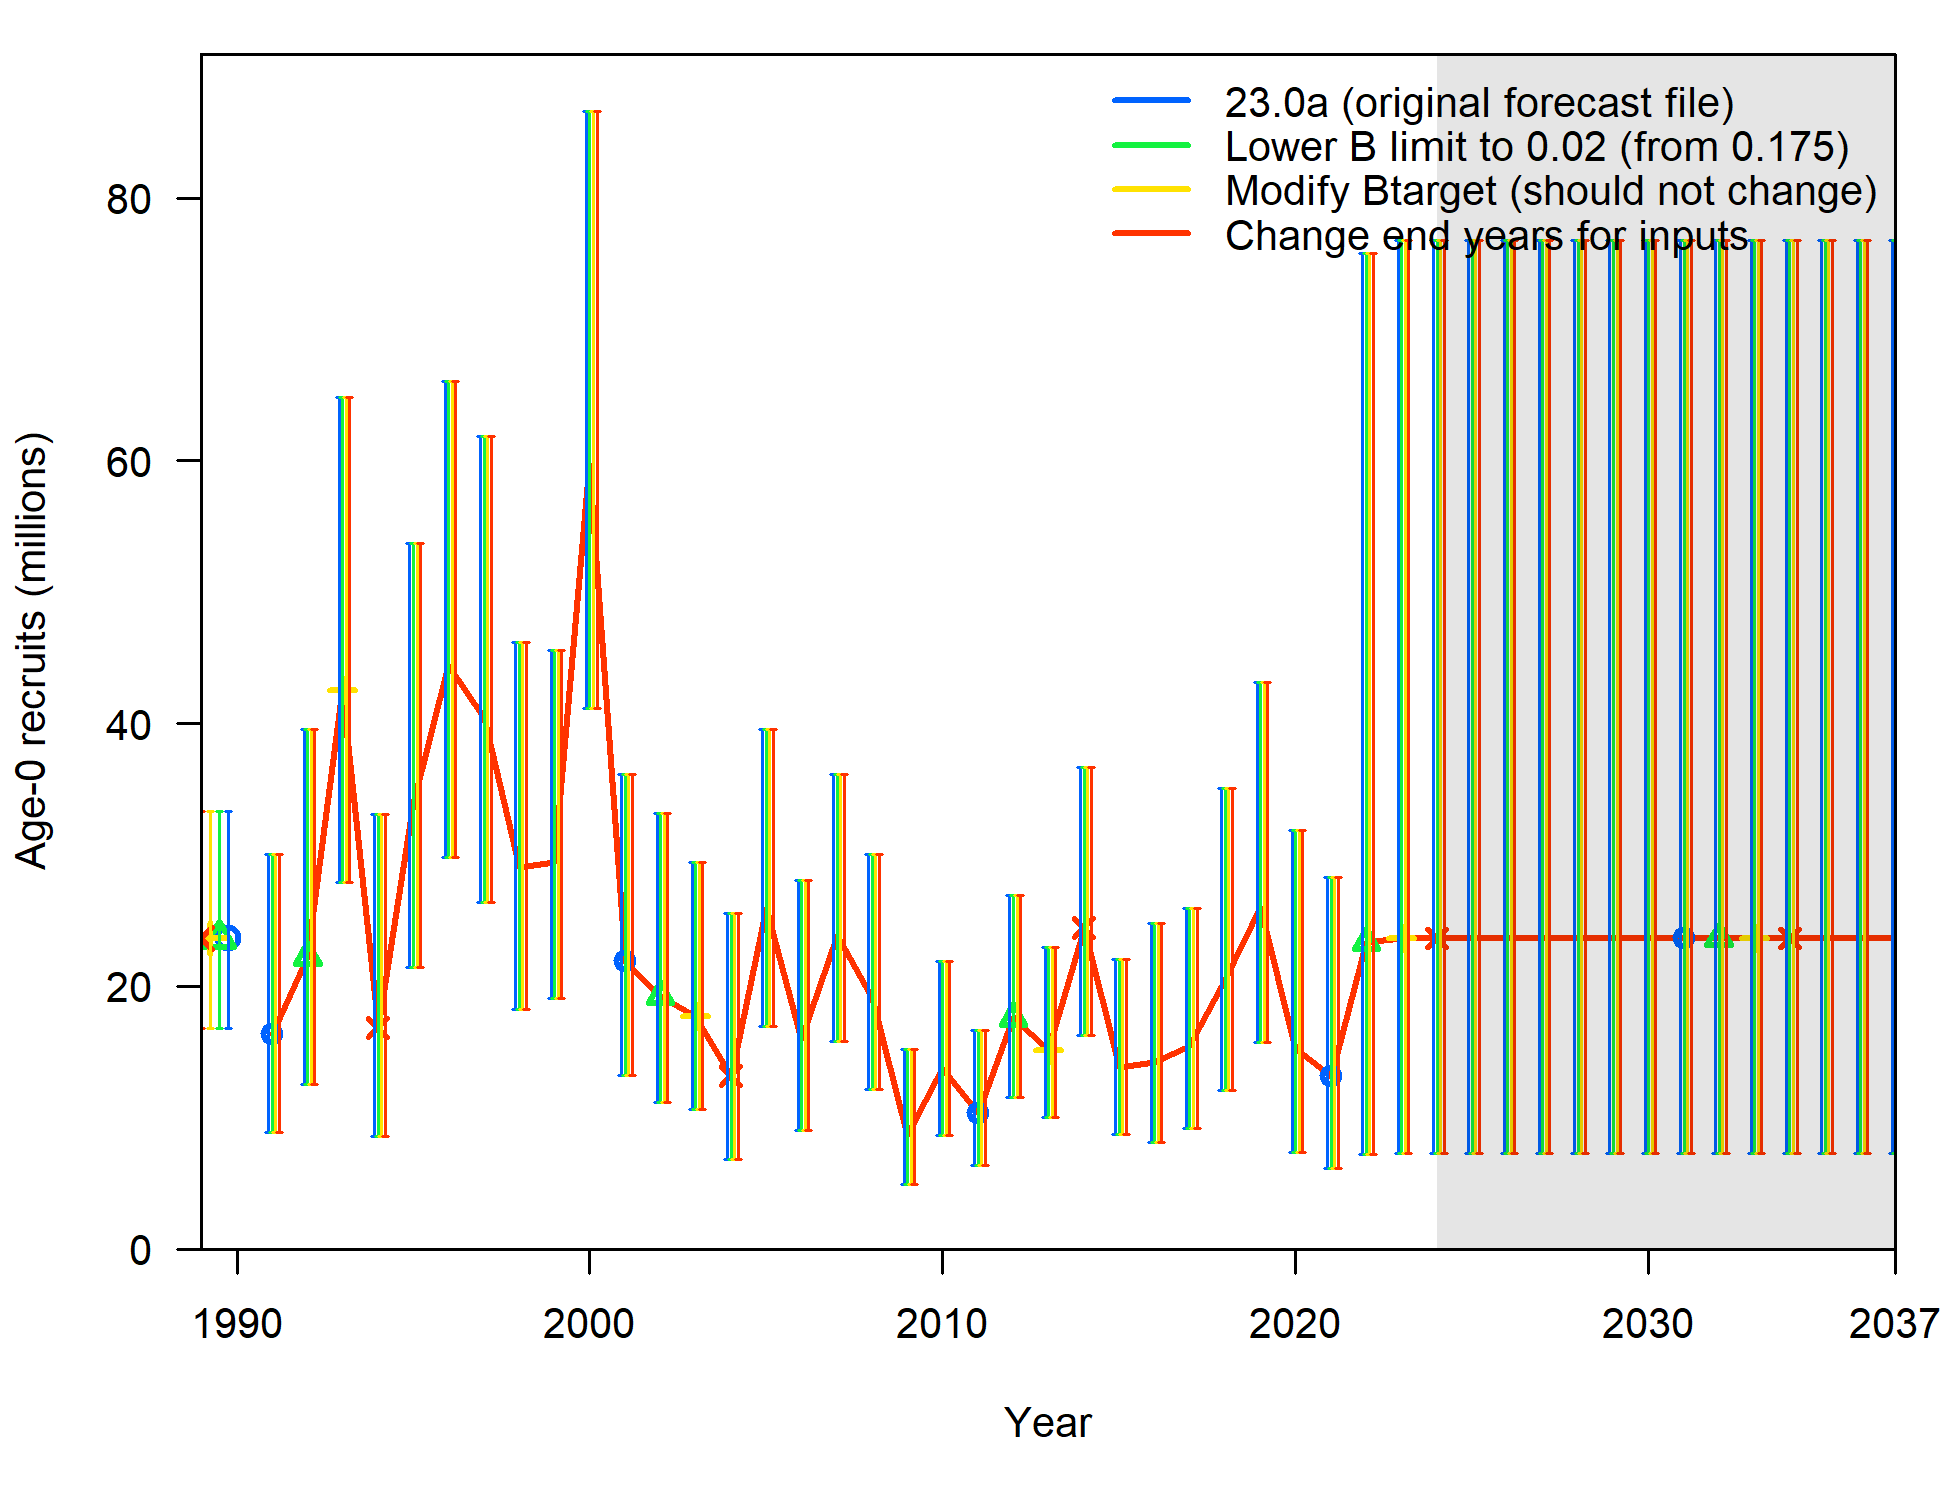 23.0a (original forecast file)
Lower B limit to 0.02 (from 0.175)
Modify Btarget (should not change)
Change end years for inputs
Age-0 recruits (millions)
80
60
40
20
0
1990 2000 2010 2020 2030 2037
Year